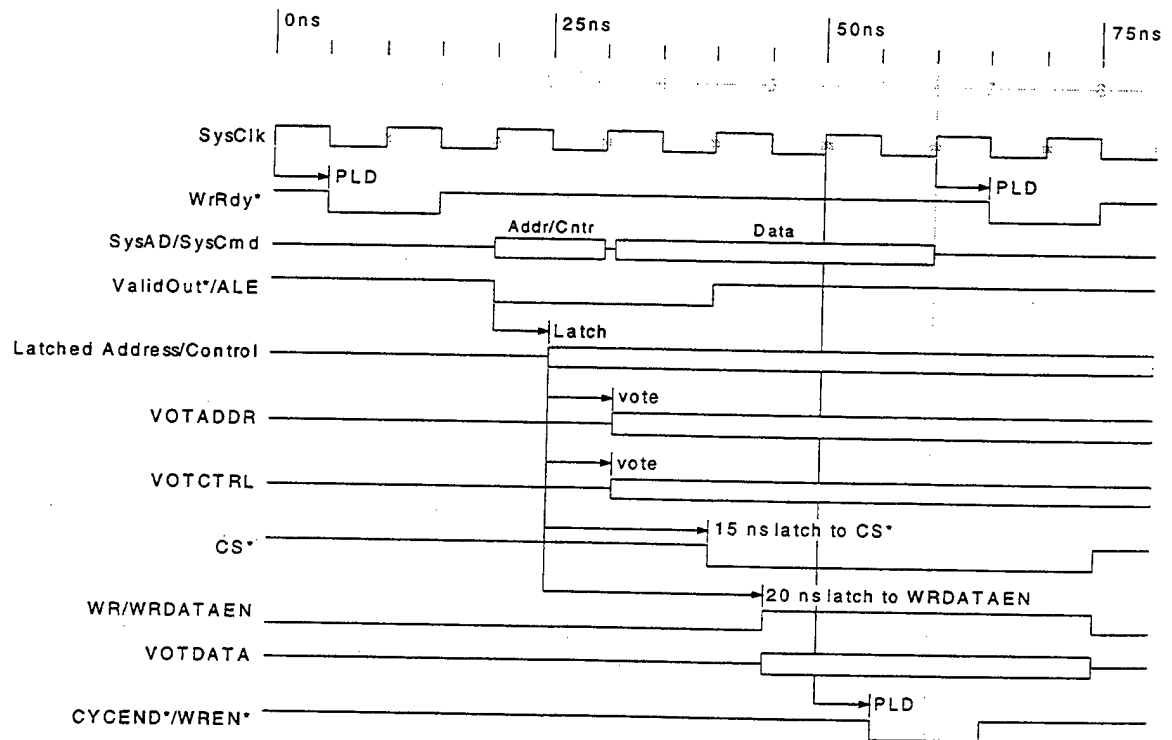 0ns 25ns 50ns 75ns
SysClk
PLD PLD
WrRdy*
Addr/Cntr Data
SysAD/SysCmd
ValidOut*/ALE
Latch
Latched Address/Control
vote
VOTADDR
vote
VOTCTRL
15 ns latch to CS*
CS*
20 ns latch to WRDATAEN
WR/WRDATAEN
VOTDATA
PLD
CYCEND*/WREN*